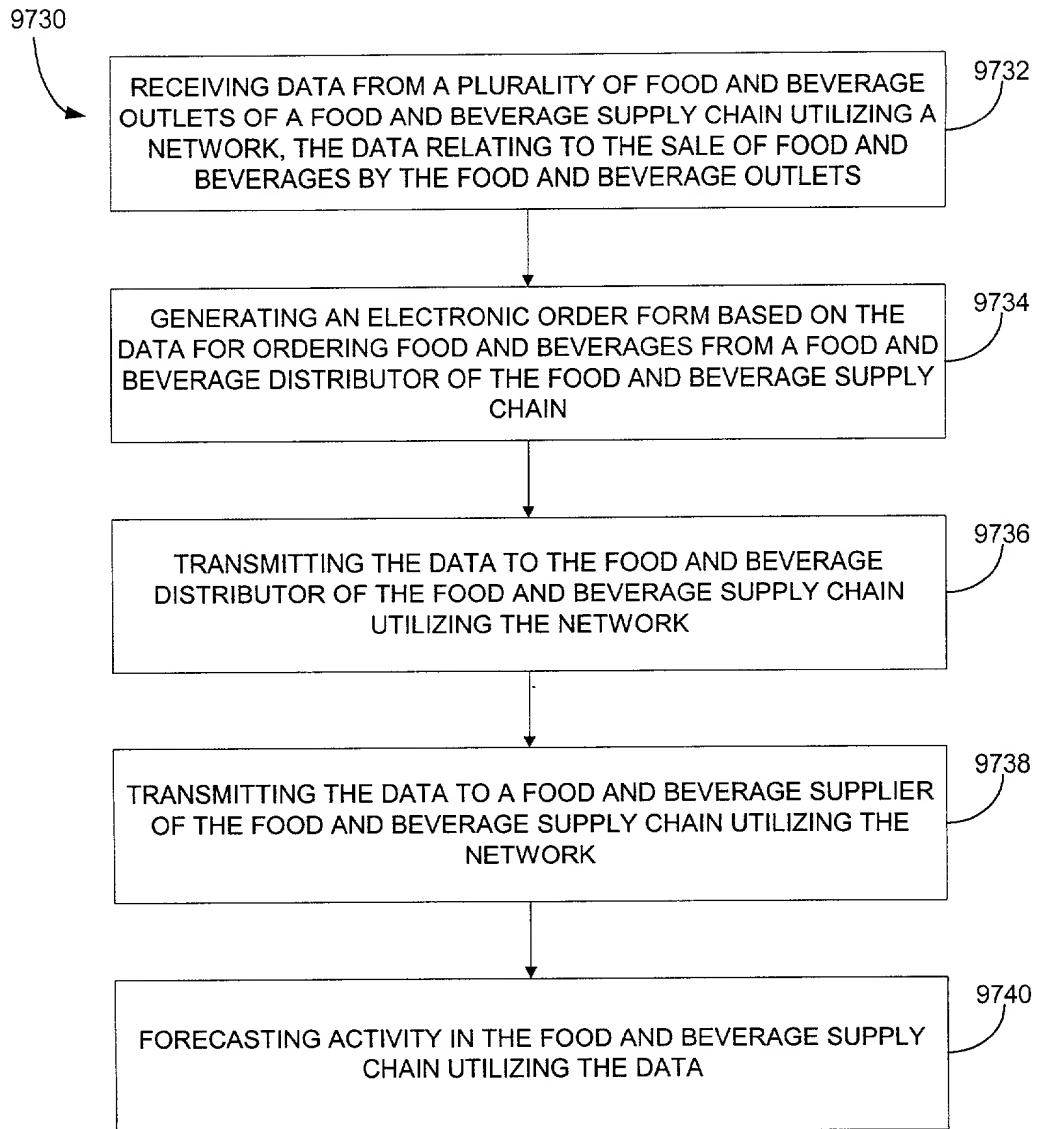 9730
RECEIVING DATA FROM A PLURALITY OF FOOD AND BEVERAGE
OUTLETS OF A FOOD AND BEVERAGE SUPPLY CHAIN UTILIZING A
NETWORK, THE DATA RELATING TO THE SALE OF FOOD AND
BEVERAGES BY THE FOOD AND BEVERAGE OUTLETS
9732
GENERATING AN ELECTRONIC ORDER FORM BASED ON THE
DATA FOR ORDERING FOOD AND BEVERAGES FROM A FOOD AND
BEVERAGE DISTRIBUTOR OF THE FOOD AND BEVERAGE SUPPLY
CHAIN
9734
TRANSMITTING THE DATA TO THE FOOD AND BEVERAGE
DISTRIBUTOR OF THE FOOD AND BEVERAGE SUPPLY CHAIN
UTILIZING THE NETWORK
9736
TRANSMITTING THE DATA TO A FOOD AND BEVERAGE SUPPLIER
OF THE FOOD AND BEVERAGE SUPPLY CHAIN UTILIZING THE
NETWORK
9738
FORECASTING ACTIVITY IN THE FOOD AND BEVERAGE SUPPLY
CHAIN UTILIZING THE DATA
9740